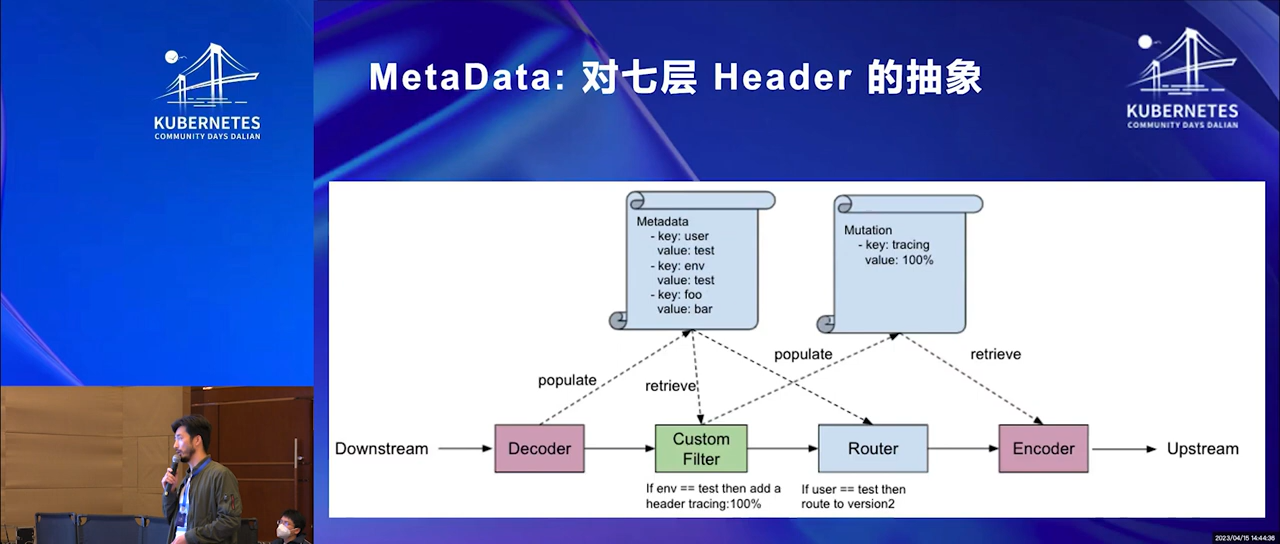 KUBERNETES
COMMUNITY DAYS DALIAN
MetaData: 对七层 Header 的抽象
KUBERNETES
COMMUNITY DAYS DALIAN
Metadata
- key: user
value: test
- key: env
value: test
- key: foo
value: bar
Mutation
- key: tracing
value: 100%
populate
retrieve
populate
retrieve
Downstream
Decoder
Custom
Filter
Router
Encoder
Upstream
If env == test then add a
header tracing:100%
If user == test then
route to version2
2023/04/15 14:44:36